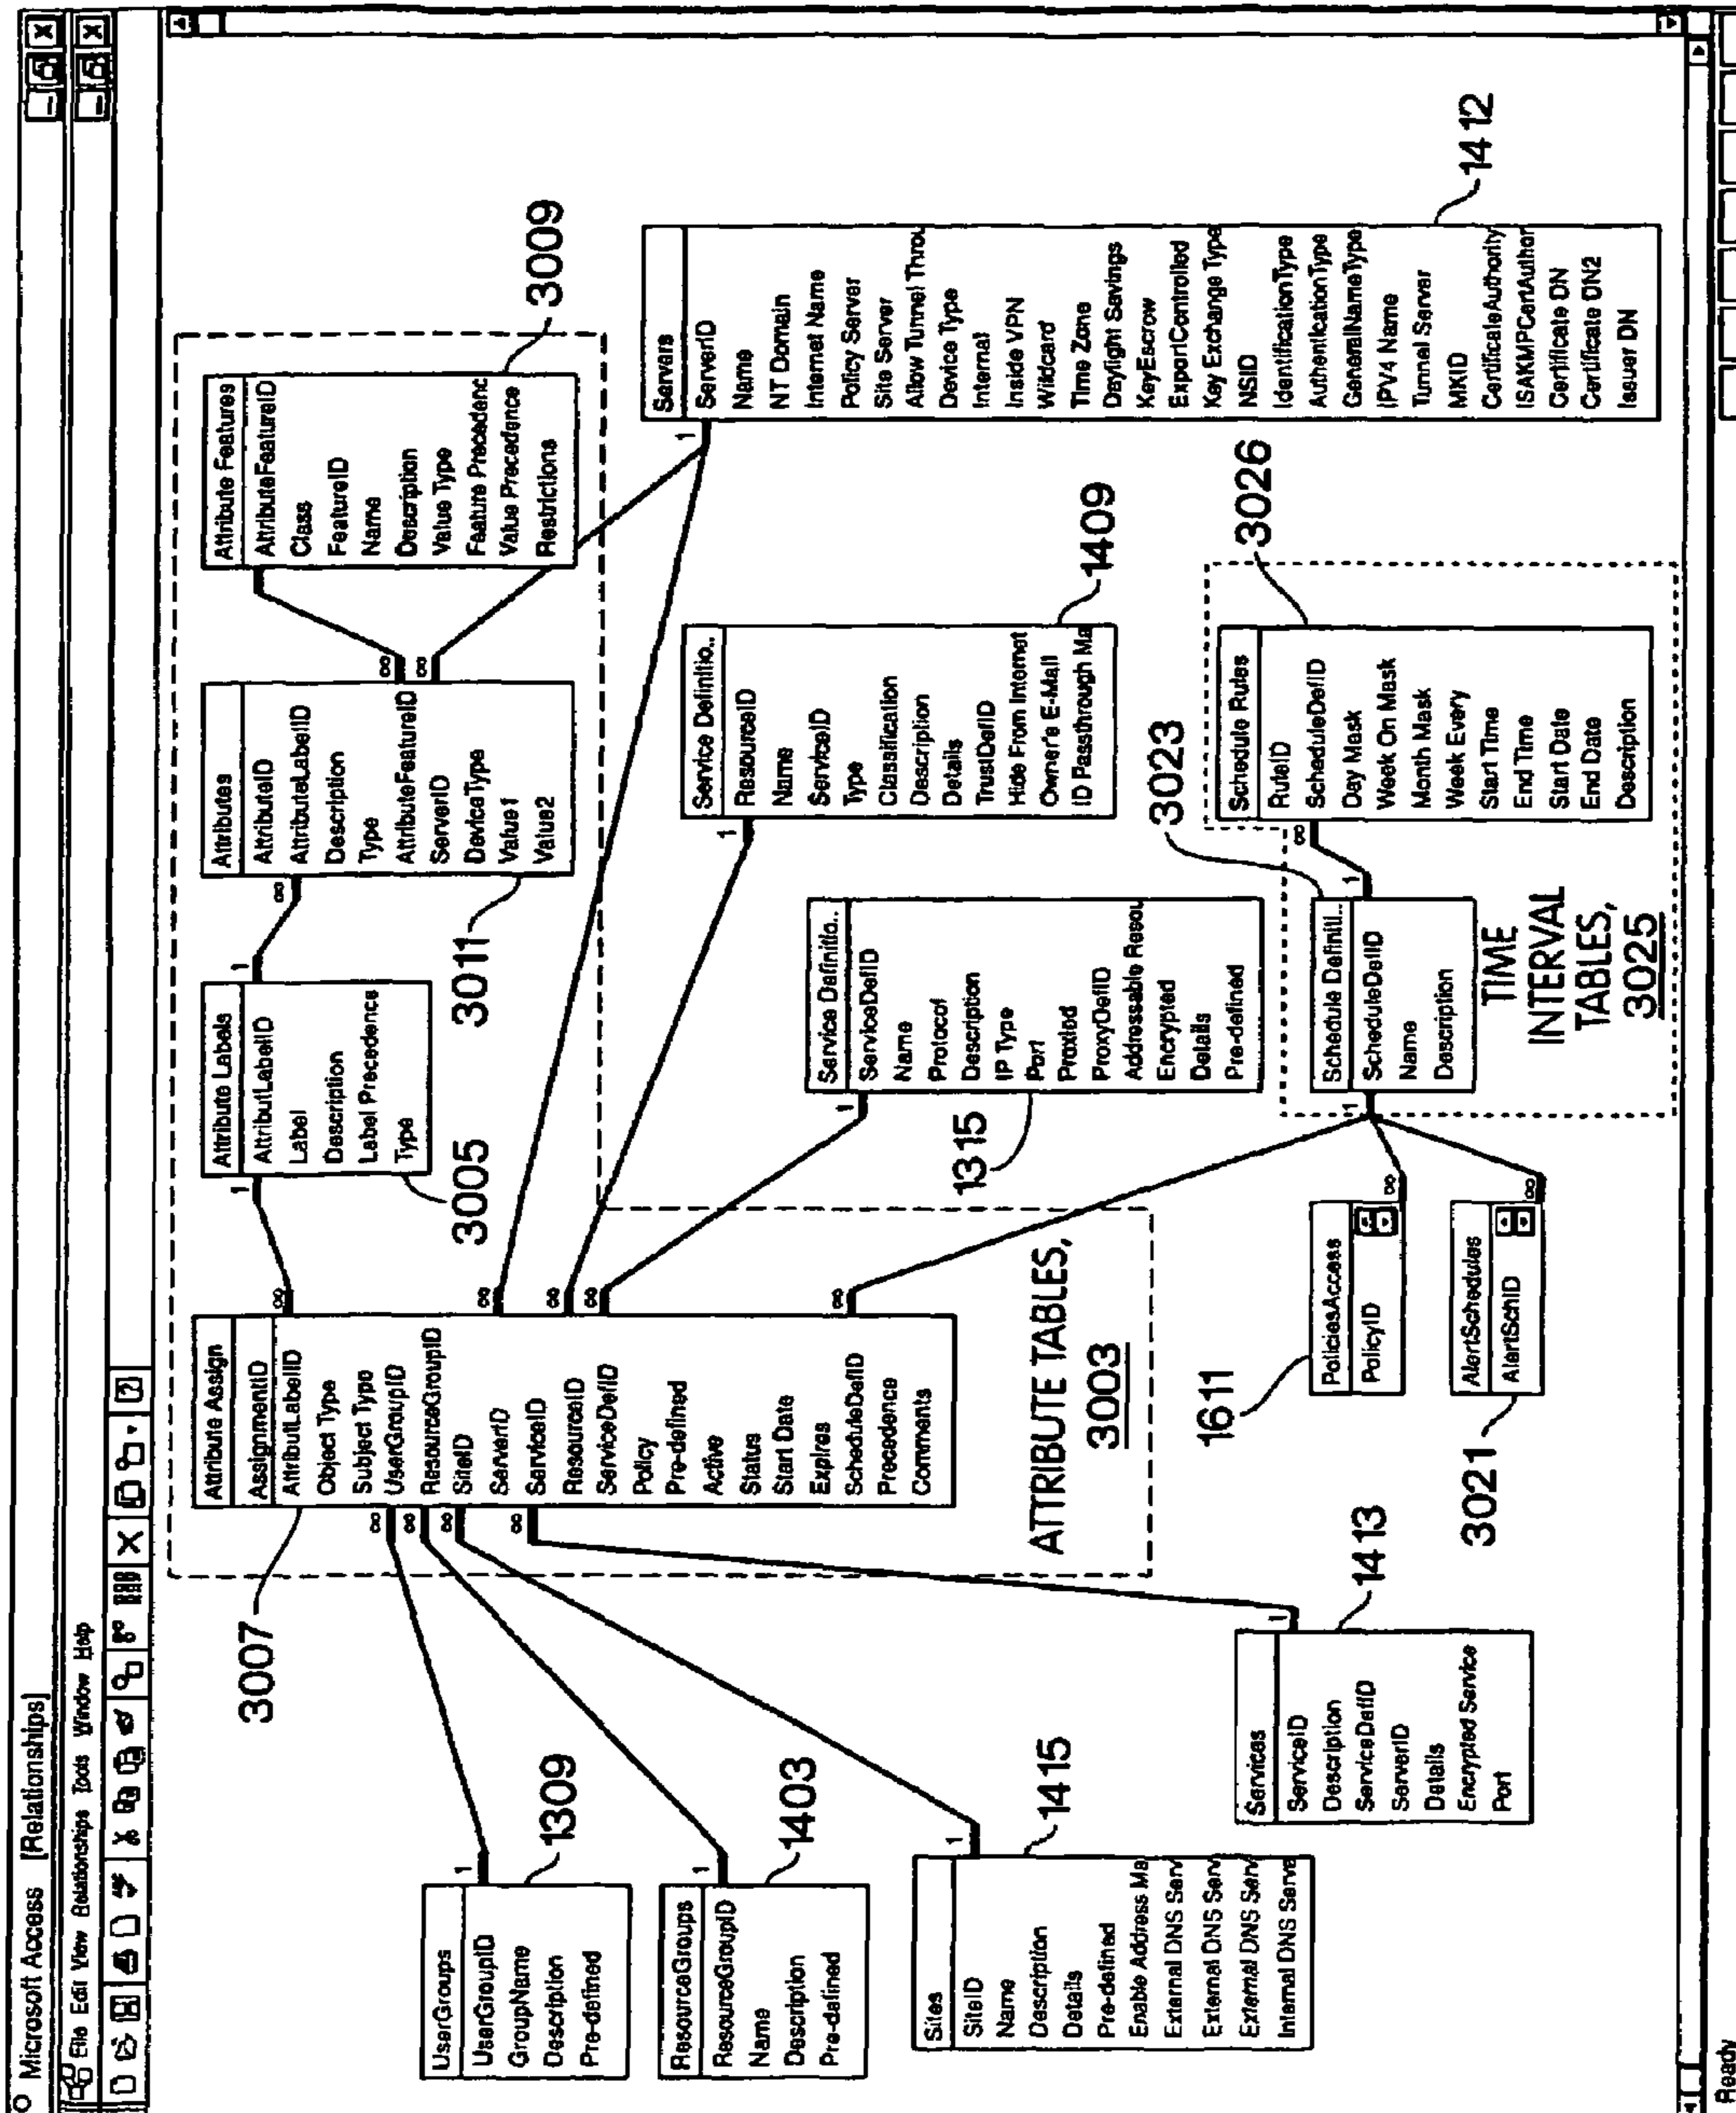 Microsoft Access [Relationships]
File Edit View Relationships Tools Window Help
UserGroups
UserGroupID
GroupName
Description
Pre-defined
1309
ResourceGroups
ResourceGroupID
Name
Description
Pre-defined
1403
Sites
SiteID
Name
Description
Details
Pre-defined
Enable Address Ma
External DNS Serv
External DNS Serv
External DNS Serv
Internal DNS Serve
1415
Services
ServiceID
Description
ServiceDefID
ServerID
Details
Encrypted Service
Port
1413
3007
Attribute Assign
AssignmentID
AttributLabelID
Object Type
Subject Type
UserGroupID
ResourceGroupID
SiteID
ServerID
ServiceID
ResourceID
ServiceDefID
Policy
Pre-defined
Active
Status
Start Date
Expires
ScheduleDefID
Precedence
Comments
ATTRIBUTE TABLES,
3003
1611
PoliciesAccess
PolicyID
3021
AlertSchedules
AlertSchID
Attribute Labels
AttributLabelID
Label
Description
Label Precedence
Type
3005
Attributes
AttributeID
AttributeLabelID
Description
Type
AttributeFeatureID
ServerID
DeviceType
Value1
Value2
3011
Attribute Features
AttributeFeatureID
Class
FeatureID
Name
Description
Value Type
Feature Precedenc
Value Precedence
Restrictions
3009
Service Definitio..
ServiceDefID
Name
Protocol
Description
IP Type
Port
Proxied
ProxyDefID
Addressable Resou
Encrypted
Details
Pre-defined
1315
Service Definitio..
ResourceID
Name
ServiceID
Type
Classification
Description
Details
TrustDefID
Hide From Internet
Owner's E-Mail
ID Passthrough Ma
1409
Servers
ServerID
Name
NT Domain
Internet Name
Policy Server
Site Server
Allow Tunnel Throu
Device Type
Internal
Inside VPN
Wildcard
Time Zone
Daylight Savings
KeyEscrow
ExportControlled
Key Exchange Type
NSID
IdentificationType
AuthenticationType
GeneralNameType
IPV4 Name
Tunnel Server
MKID
CertificateAuthority
ISAKMPCertAuthor
Certificate DN
Certificate DN2
Issuer DN
1412
3023
Schedule Definiti..
ScheduleDefID
Name
Description
TIME
INTERVAL
TABLES,
3025
Schedule Rules
RuleID
ScheduleDefID
Day Mask
Week On Mask
Month Mask
Week Every
Start Time
End Time
Start Date
End Date
Description
3026
Ready